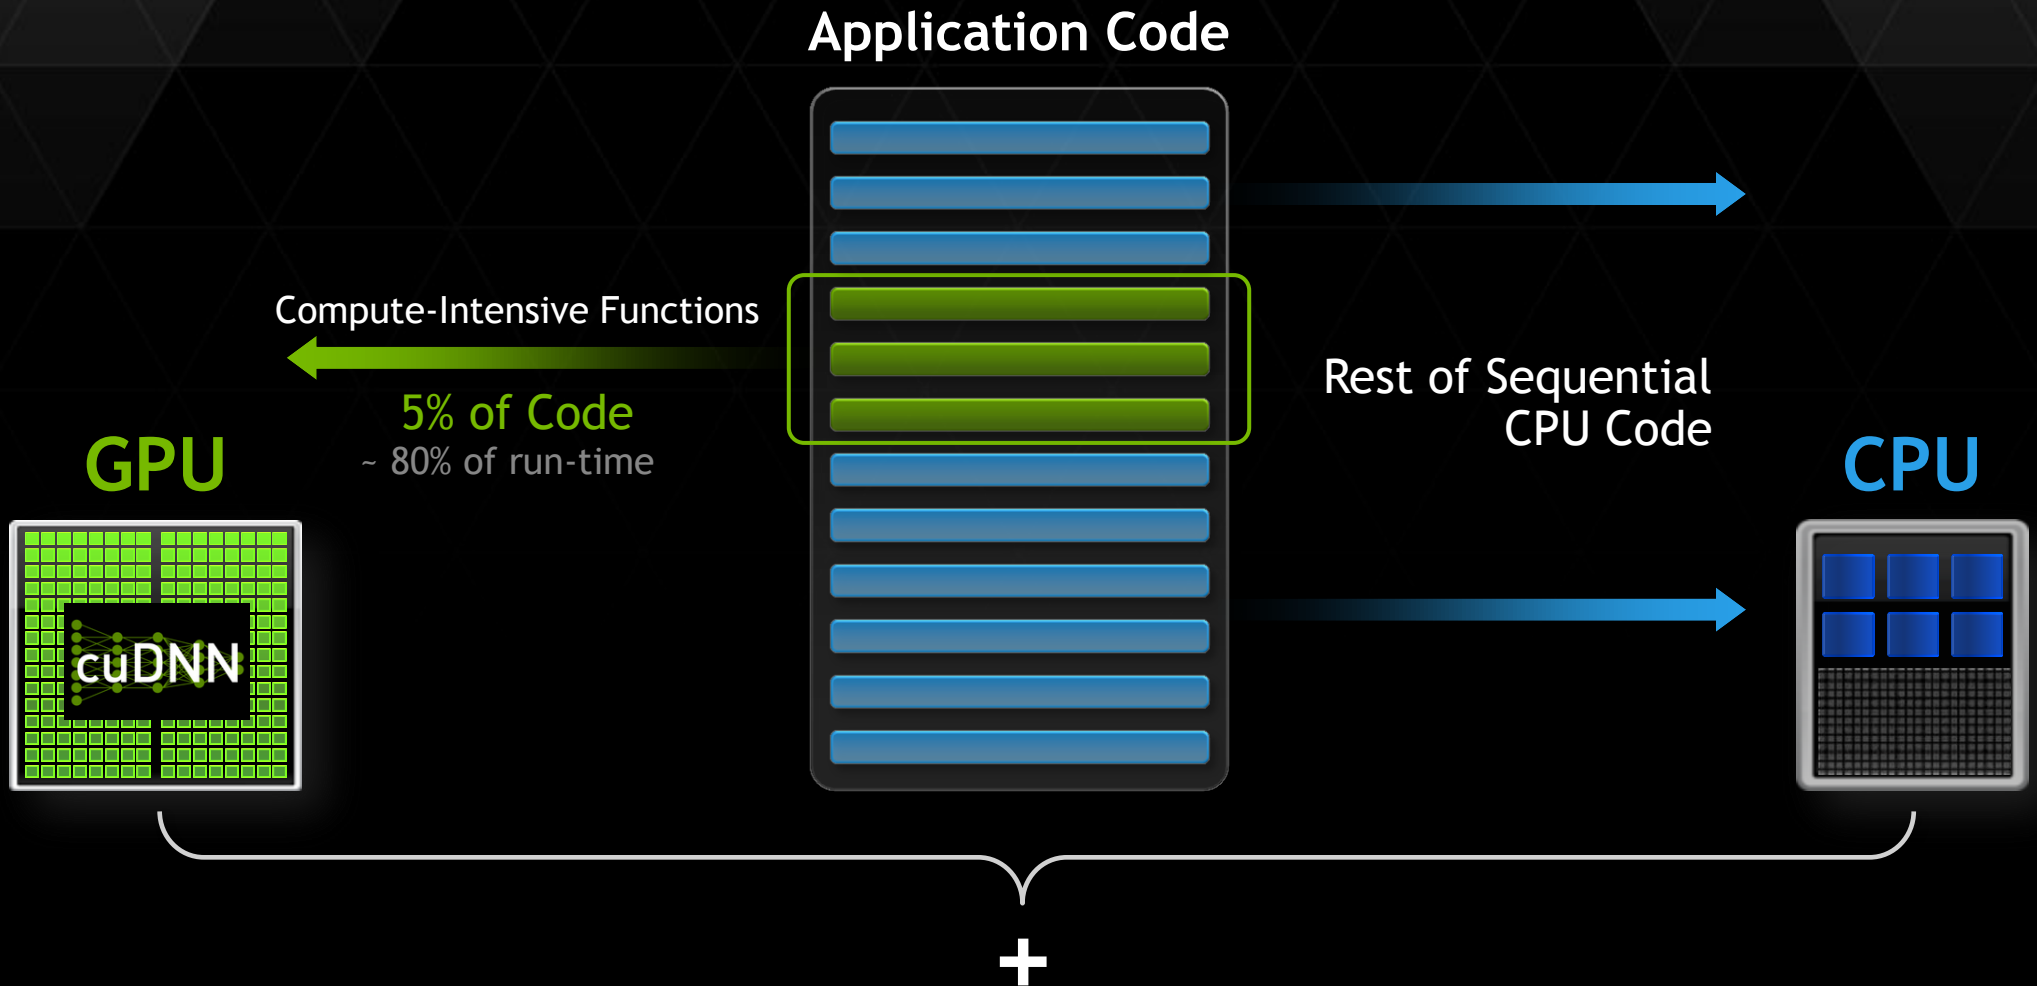 Application Code
Compute-Intensive Functions
5% of Code
~ 80% of run-time
GPU
cuDNN
Rest of Sequential
CPU Code
CPU
+